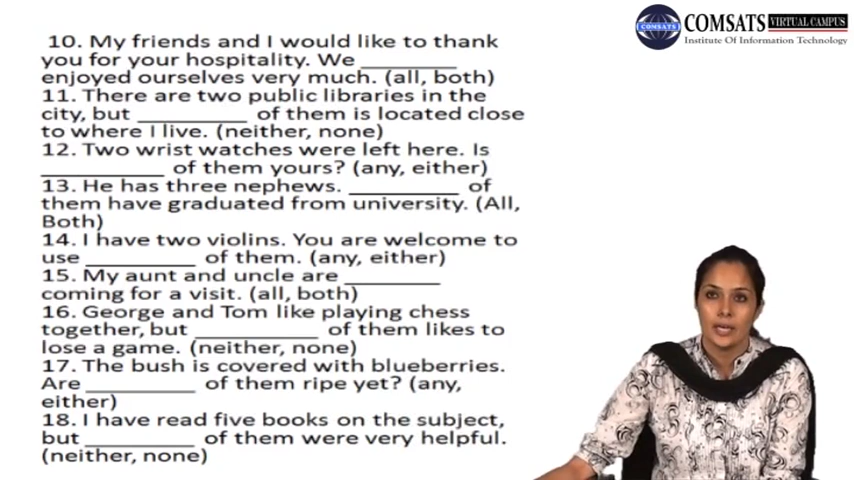 COMSATS VIRTUAL CAMPUS
Institute Of Information Technology
10. My friends and I would like to thank
you for your hospitality. We __________
enjoyed ourselves very much. (all, both)
11. There are two public libraries in the
city, but __________ of them is located close
to where I live. (neither, none)
12. Two wrist watches were left here. Is
__________ of them yours? (any, either)
13. He has three nephews. __________ of
them have graduated from university. (All,
Both)
14. I have two violins. You are welcome to
use __________ of them. (any, either)
15. My aunt and uncle are __________
coming for a visit. (all, both)
16. George and Tom like playing chess
together, but __________ of them likes to
lose a game. (neither, none)
17. The bush is covered with blueberries.
Are __________ of them ripe yet? (any,
either)
18. I have read five books on the subject,
but __________ of them were very helpful.
(neither, none)